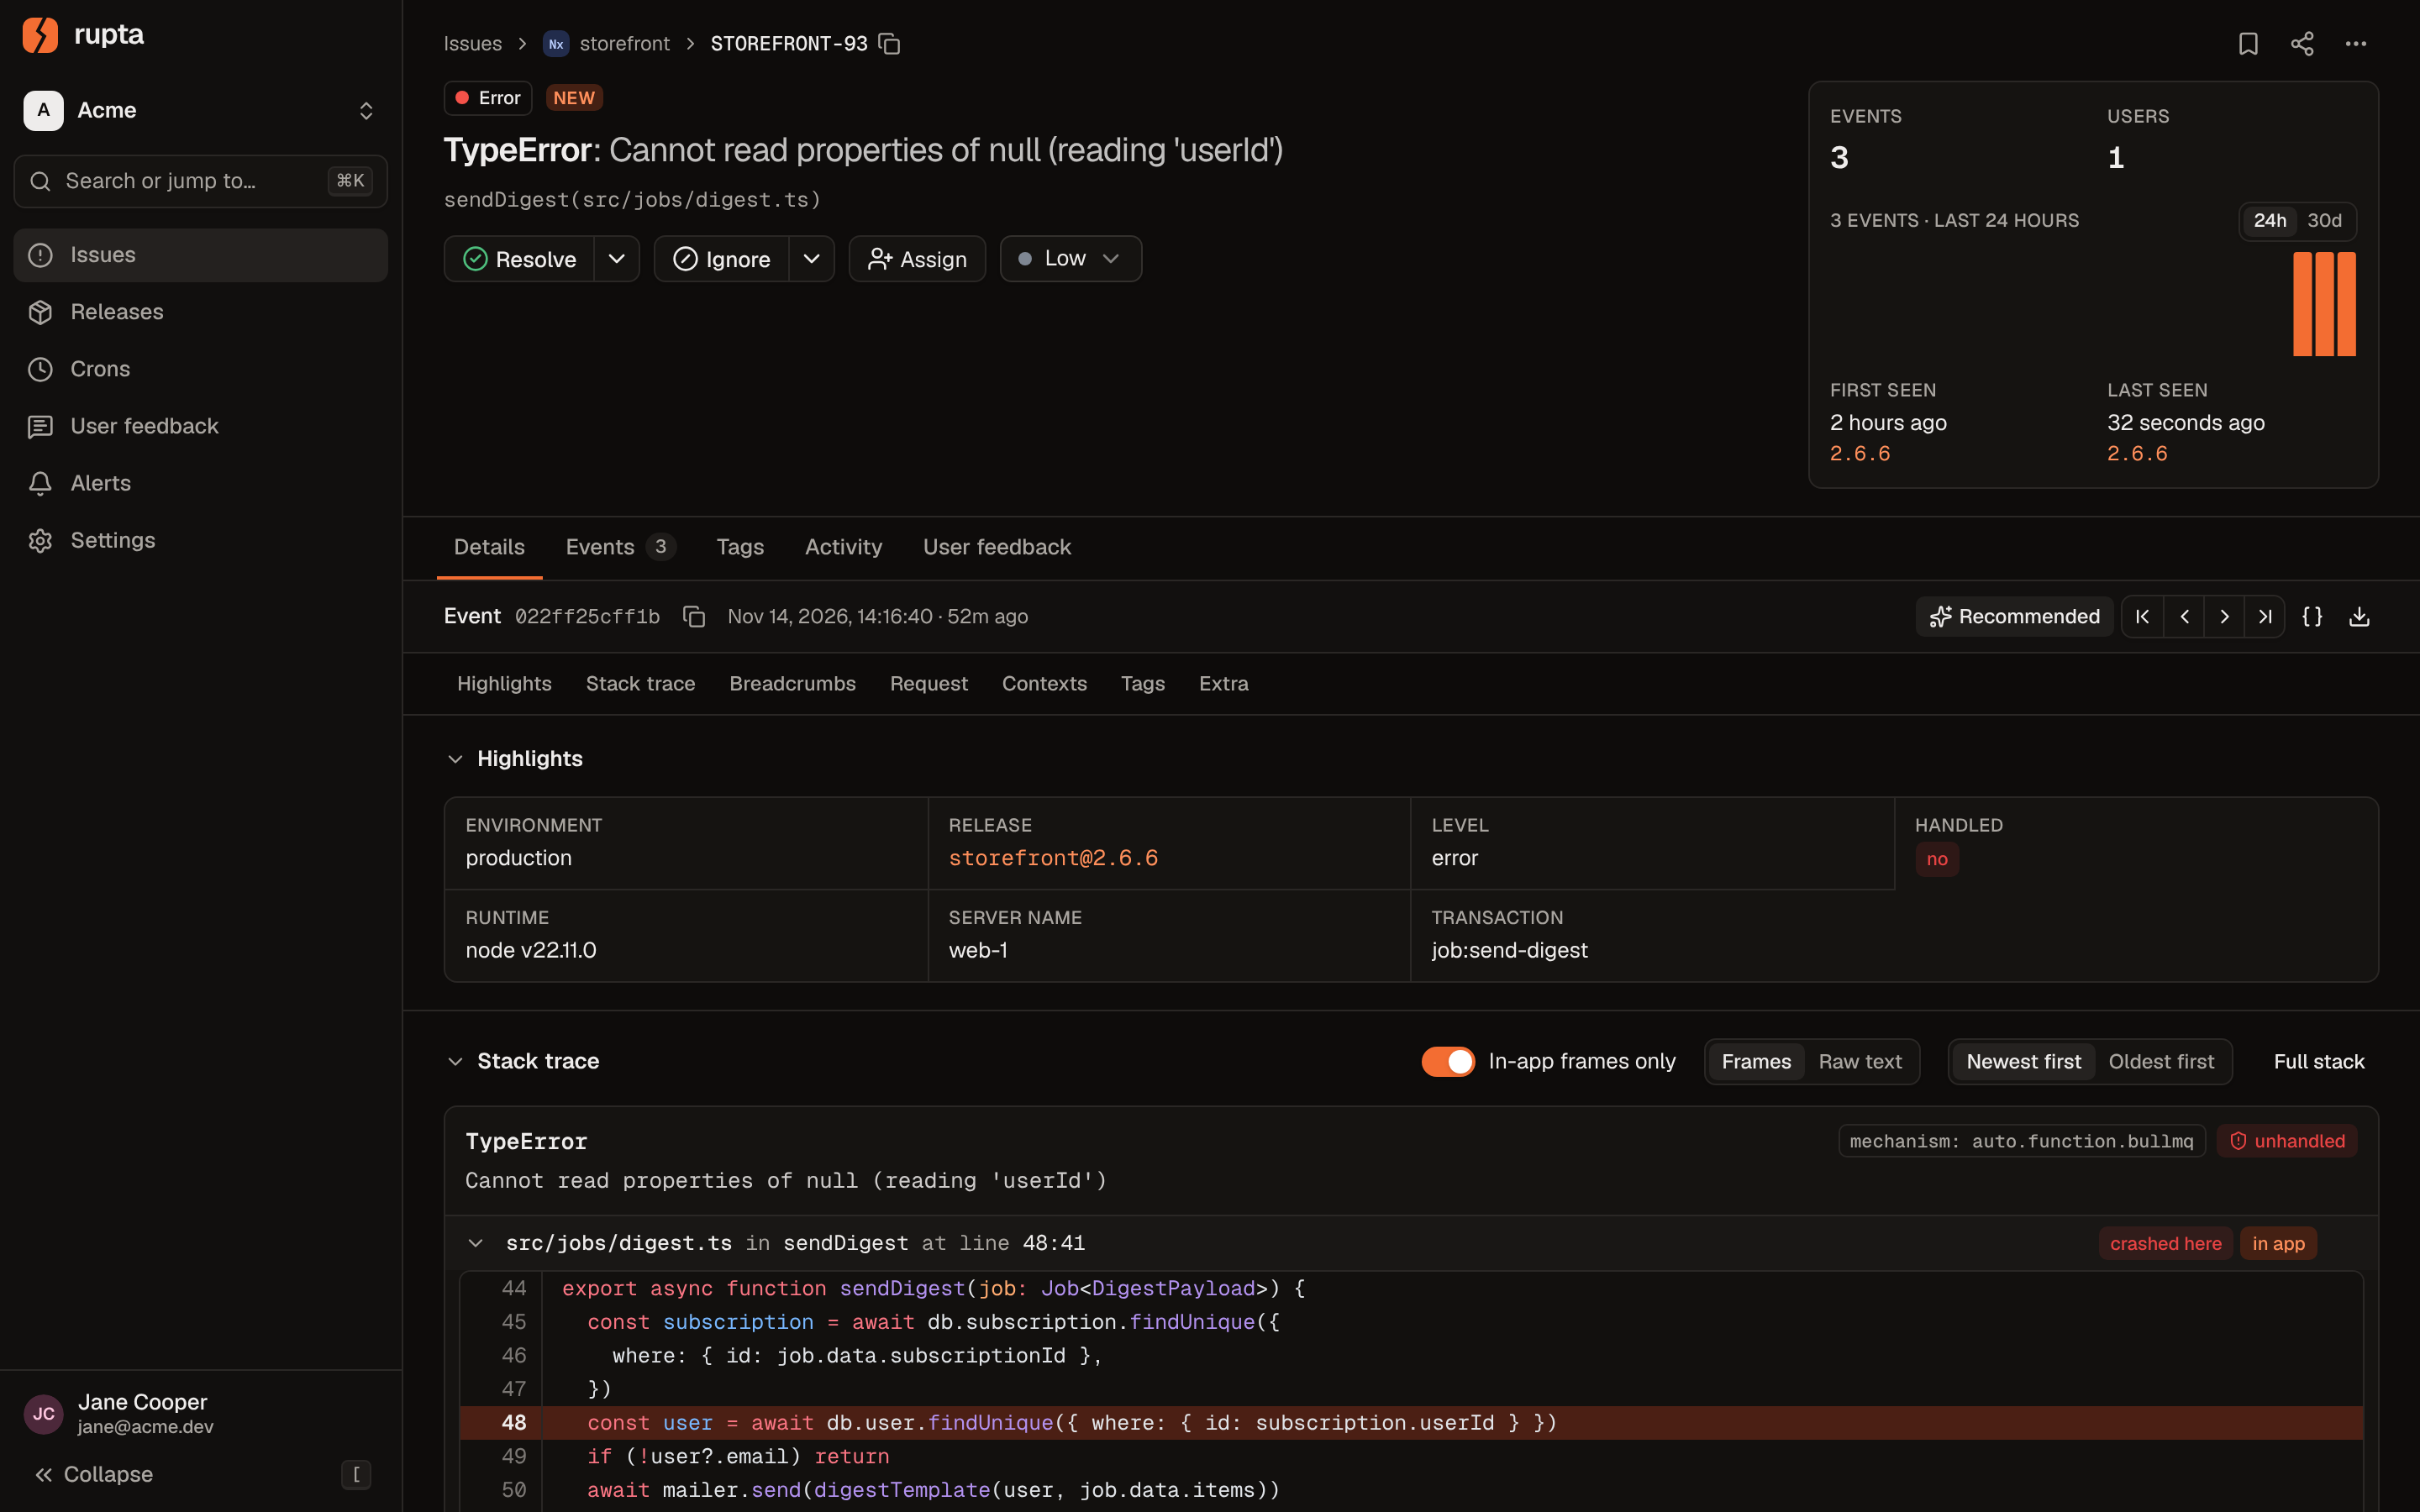 rupta
A
Acme
Search or jump to...
⌘K
Issues
Releases
Crons
User feedback
Alerts
Settings
JC
Jane Cooper
jane@acme.dev
Collapse
[
Issues > Nx storefront > STOREFRONT-93
Error NEW
TypeError: Cannot read properties of null (reading 'userId')
sendDigest(src/jobs/digest.ts)
Resolve Ignore Assign Low
EVENTS USERS
3 1
3 EVENTS · LAST 24 HOURS 24h 30d
FIRST SEEN LAST SEEN
2 hours ago 32 seconds ago
2.6.6 2.6.6
Details Events 3 Tags Activity User feedback
Event 022ff25cff1b Nov 14, 2026, 14:16:40 · 52m ago Recommended {}
Highlights Stack trace Breadcrumbs Request Contexts Tags Extra
Highlights
ENVIRONMENT RELEASE LEVEL HANDLED
production storefront@2.6.6 error no
RUNTIME SERVER NAME TRANSACTION
node v22.11.0 web-1 job:send-digest
Stack trace In-app frames only Frames Raw text Newest first Oldest first Full stack
TypeError mechanism: auto.function.bullmq unhandled
Cannot read properties of null (reading 'userId')
src/jobs/digest.ts in sendDigest at line 48:41 crashed here in app
44 export async function sendDigest(job: Job<DigestPayload>) {
45 const subscription = await db.subscription.findUnique({
46 where: { id: job.data.subscriptionId },
47 })
48 const user = await db.user.findUnique({ where: { id: subscription.userId } })
49 if (!user?.email) return
50 await mailer.send(digestTemplate(user, job.data.items))